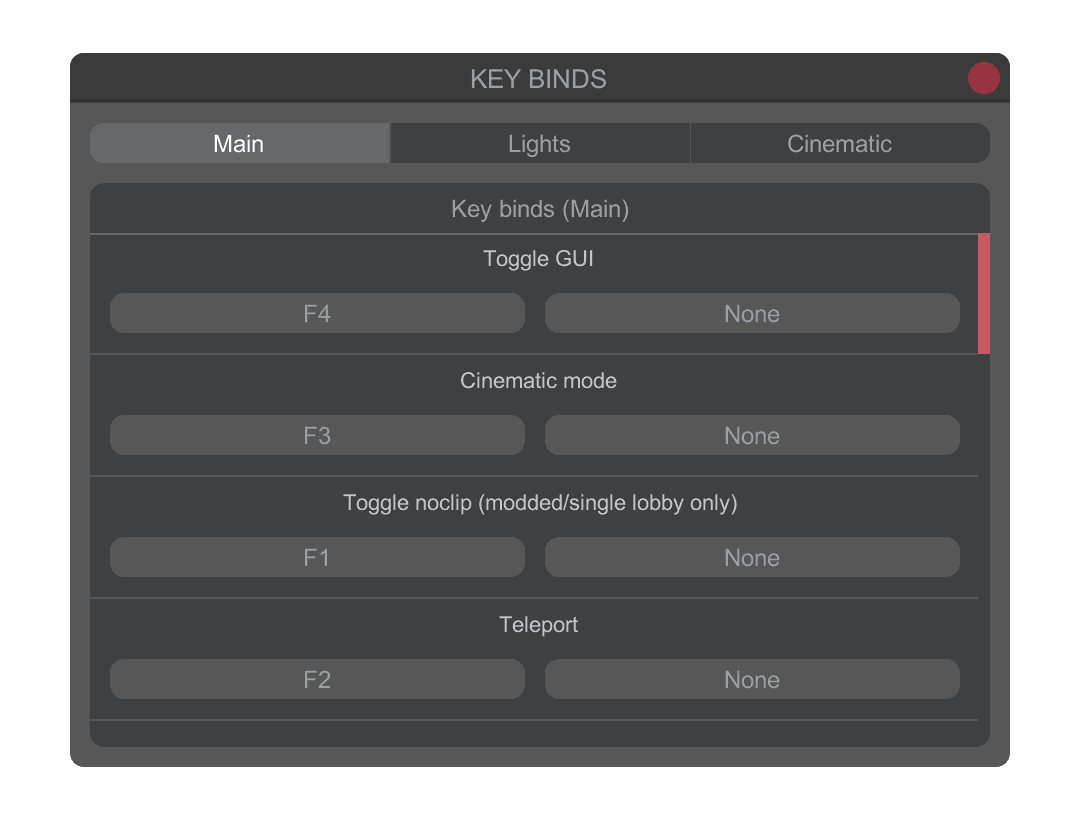 KEY BINDS
Main Lights Cinematic
Key binds (Main)
Toggle GUI
F4 None
Cinematic mode
F3 None
Toggle noclip (modded/single lobby only)
F1 None
Teleport
F2 None